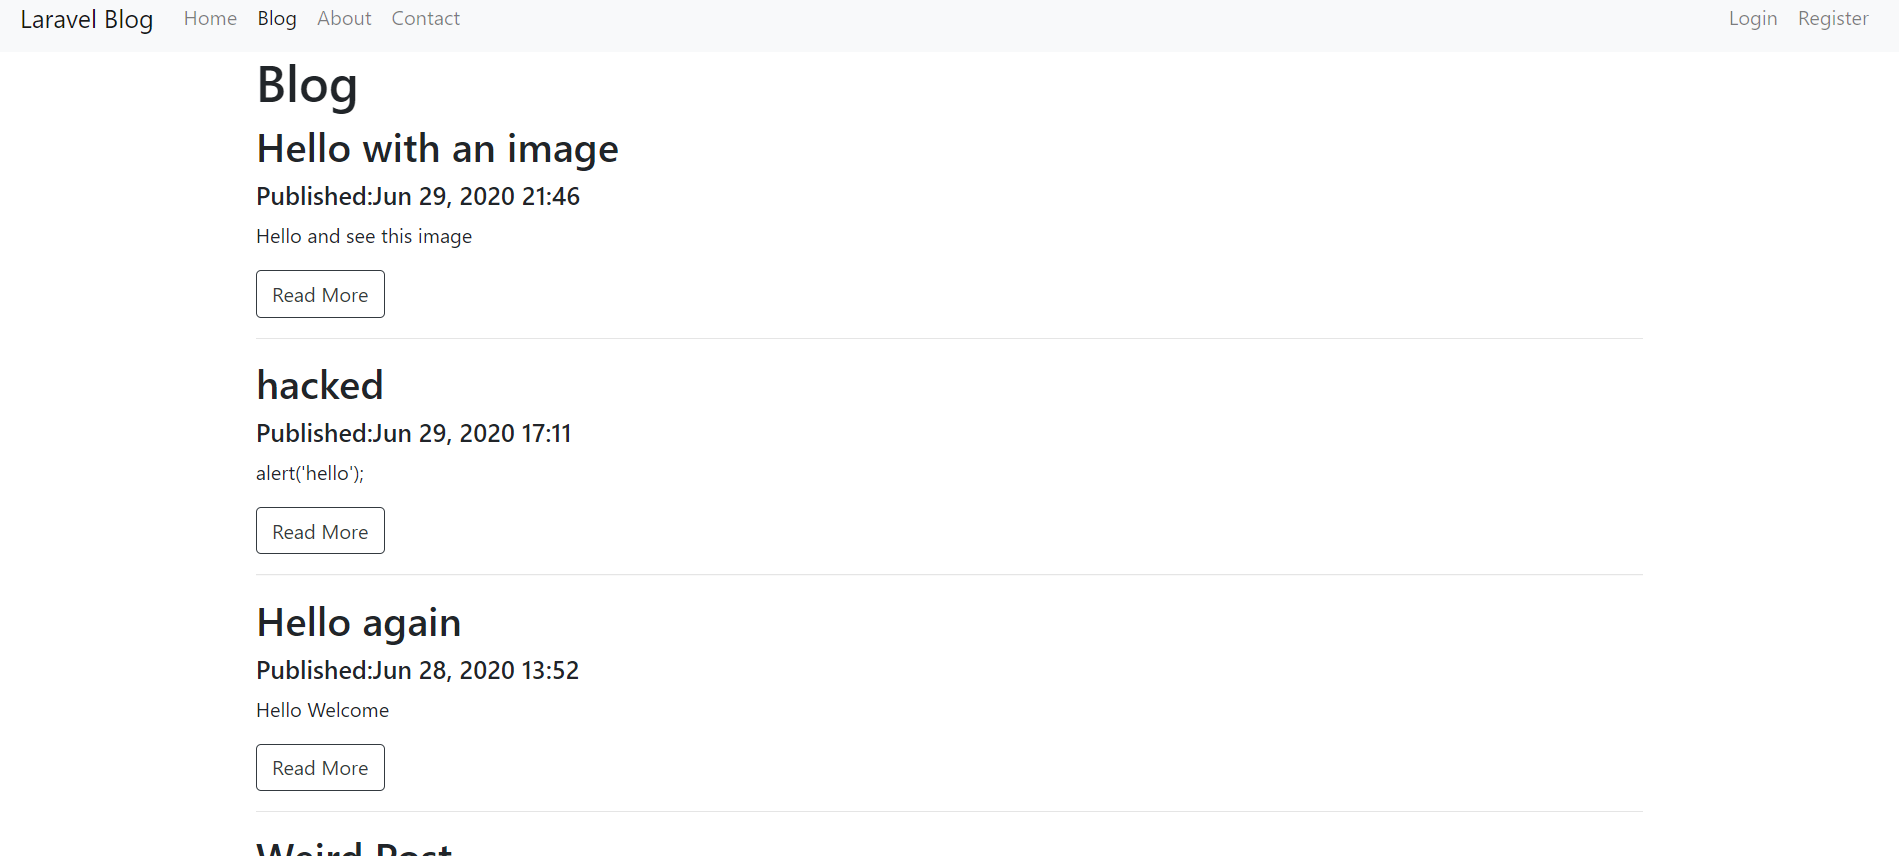 Laravel Blog Home Blog About Contact Login Register
Blog
Hello with an image
Published:Jun 29, 2020 21:46
Hello and see this image
Read More
hacked
Published:Jun 29, 2020 17:11
alert('hello');
Read More
Hello again
Published:Jun 28, 2020 13:52
Hello Welcome
Read More
Weird Post